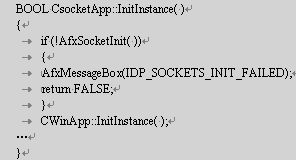 BOOL CsocketApp::InitInstance()
{
if (!AfxSocketInit())
{
AfxMessageBox(IDP_SOCKETS_INIT_FAILED);
return FALSE;
}
CWinApp::InitInstance();
…
}